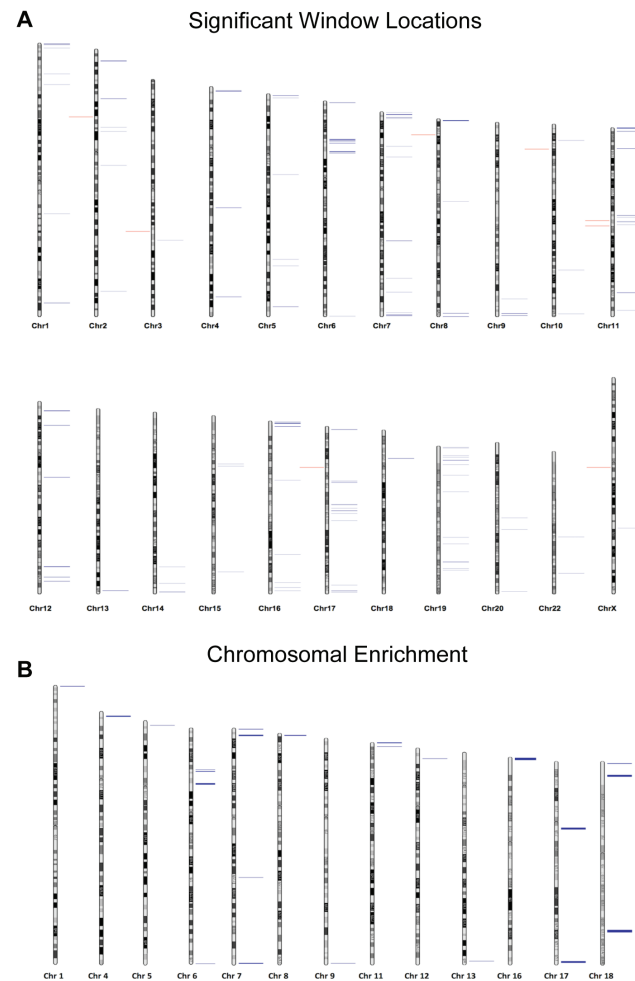 A
Significant Window Locations
Chr1 Chr2 Chr3 Chr4 Chr5 Chr6 Chr7 Chr8 Chr9 Chr10 Chr11
Chr12 Chr13 Chr14 Chr15 Chr16 Chr17 Chr18 Chr19 Chr20 Chr22 ChrX
Chromosomal Enrichment
B
Chr 1 Chr 4 Chr 5 Chr 6 Chr 7 Chr 8 Chr 9 Chr 11 Chr 12 Chr 13 Chr 16 Chr 17 Chr 18